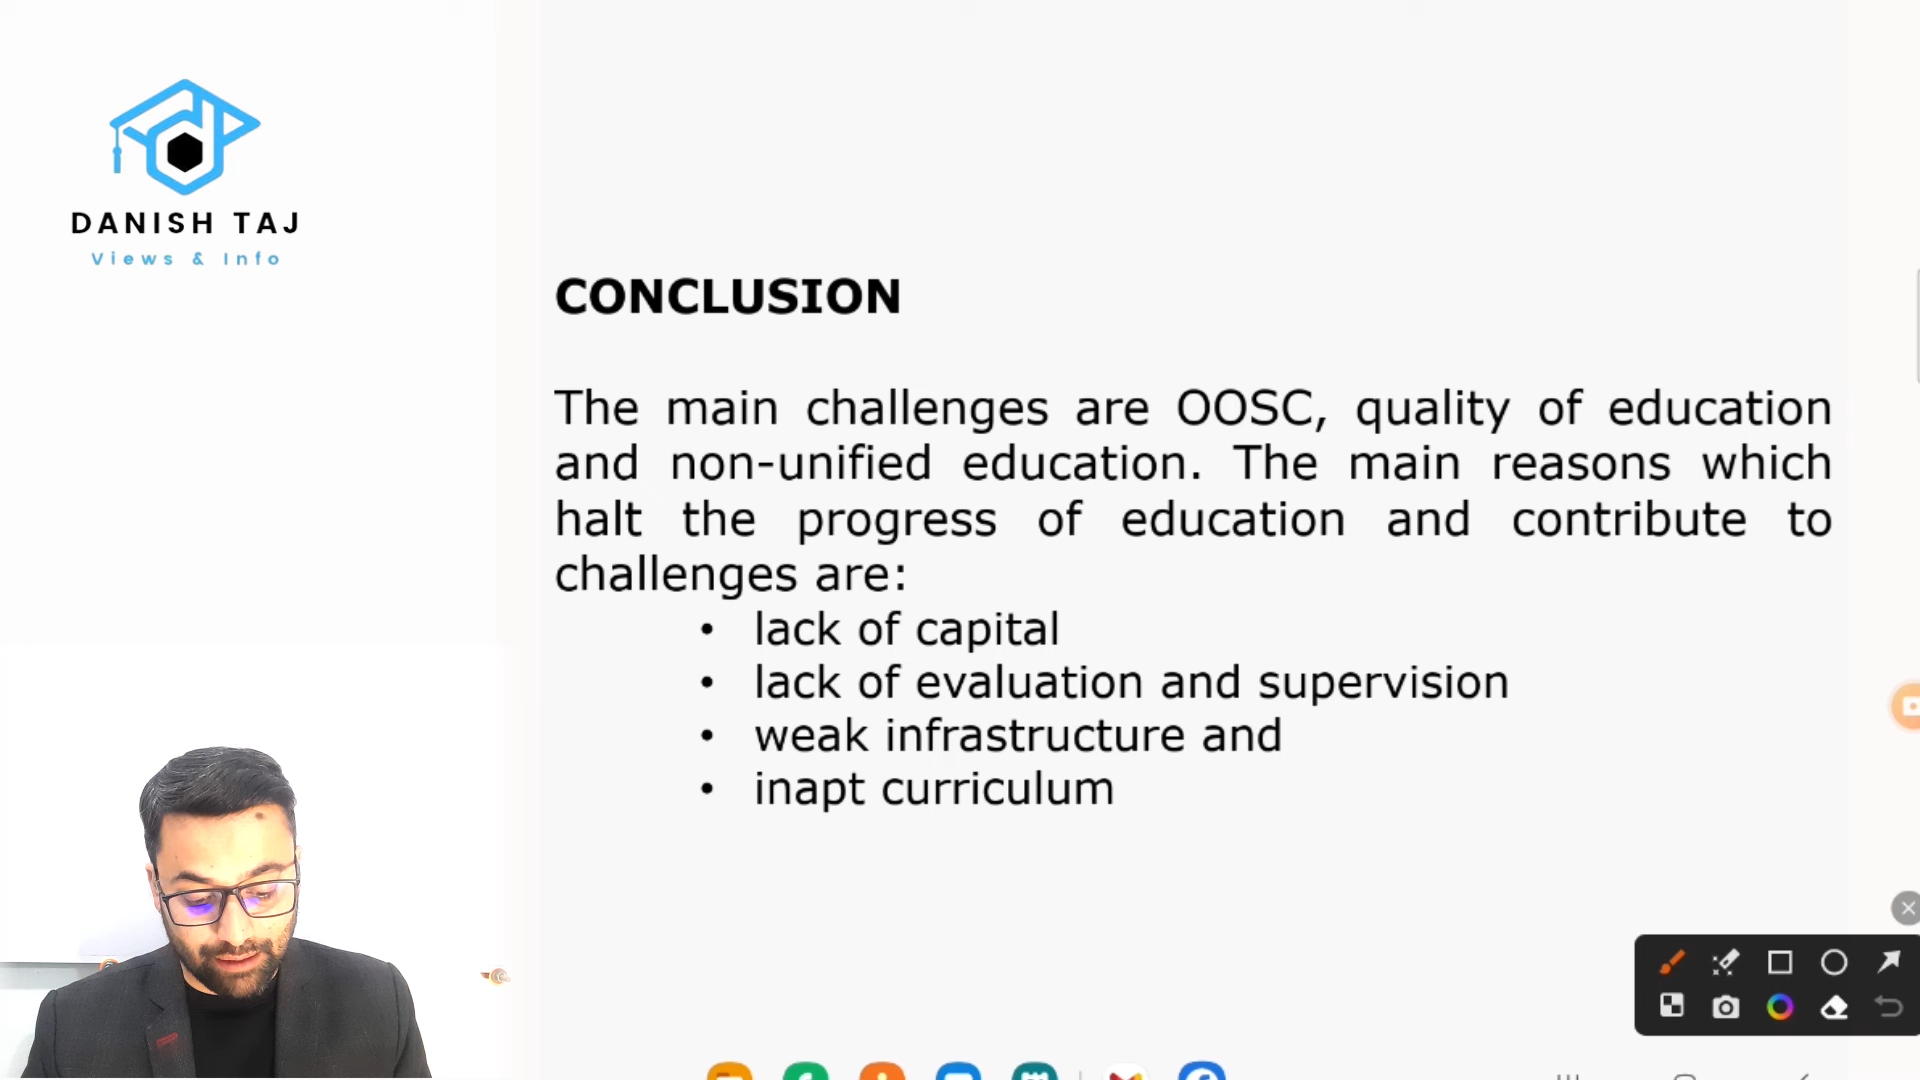 DANISH TAJ
Views & Info
CONCLUSION
The main challenges are OOSC, quality of education
and non-unified education. The main reasons which
halt the progress of education and contribute to
challenges are:
• lack of capital
• lack of evaluation and supervision
• weak infrastructure and
• inapt curriculum